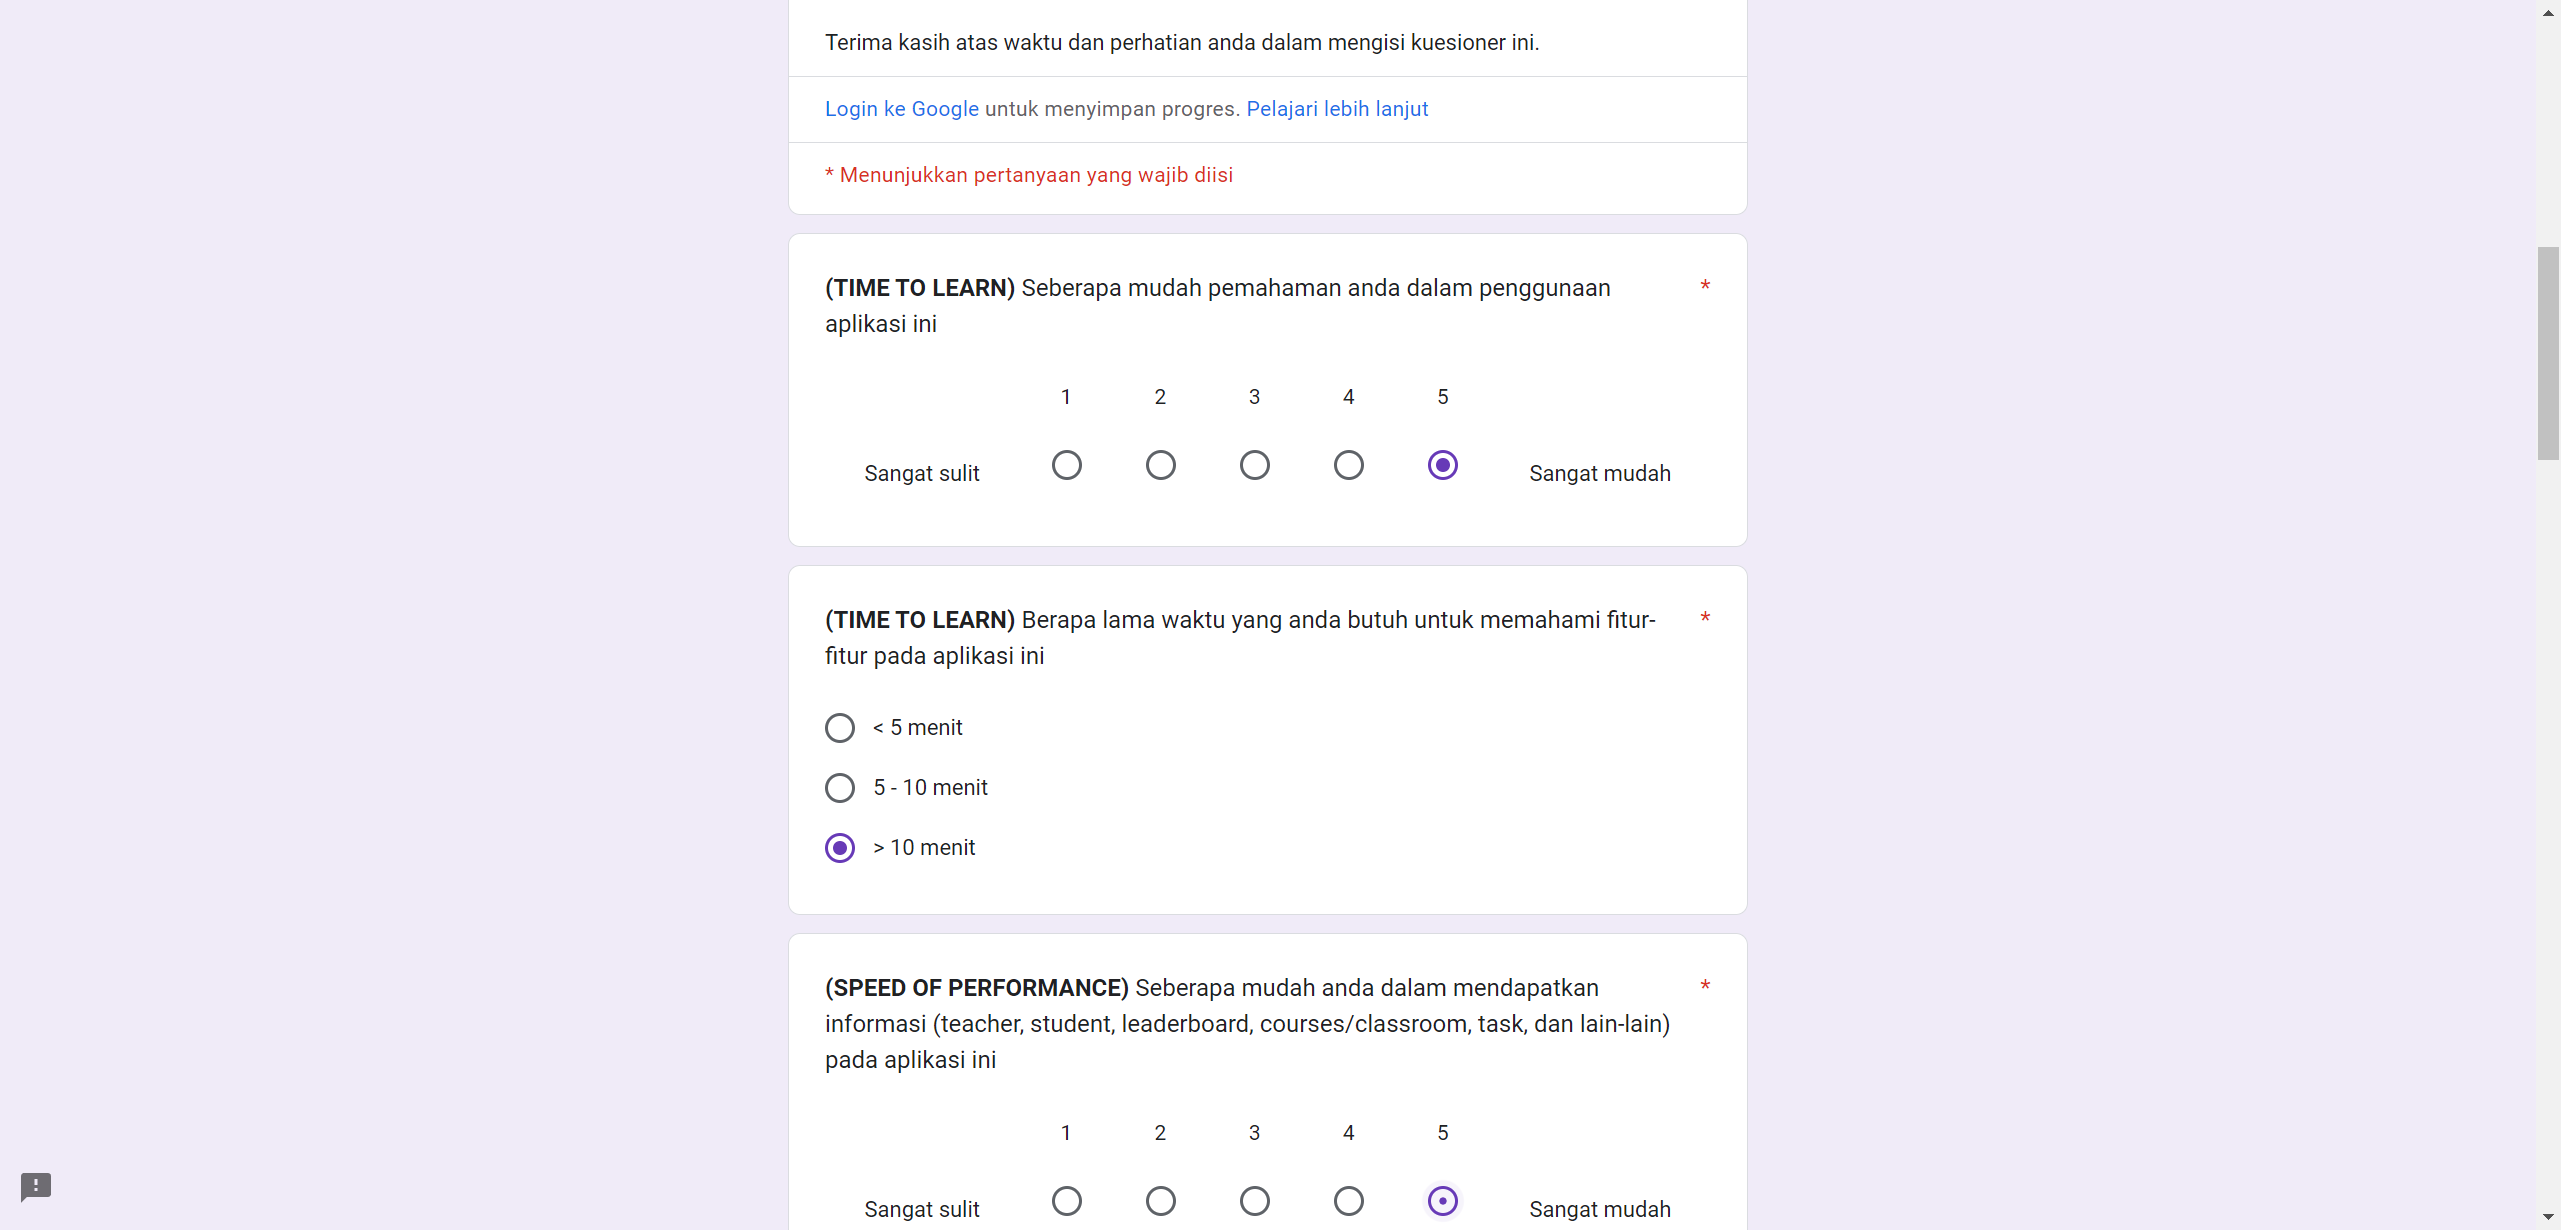 Terima kasih atas waktu dan perhatian anda dalam mengisi kuesioner ini.
Login ke Google untuk menyimpan progres. Pelajari lebih lanjut
* Menunjukkan pertanyaan yang wajib diisi
(TIME TO LEARN) Seberapa mudah pemahaman anda dalam penggunaan *
aplikasi ini
1 2 3 4 5
Sangat sulit Sangat mudah
(TIME TO LEARN) Berapa lama waktu yang anda butuh untuk memahami fitur- *
fitur pada aplikasi ini
< 5 menit
5 - 10 menit
> 10 menit
(SPEED OF PERFORMANCE) Seberapa mudah anda dalam mendapatkan *
informasi (teacher, student, leaderboard, courses/classroom, task, dan lain-lain)
pada aplikasi ini
1 2 3 4 5
Sangat sulit Sangat mudah